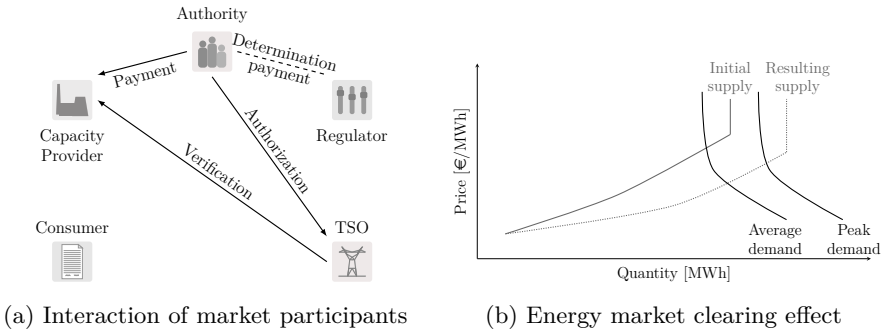 Authority
Determination
payment
Payment
Authorization
Capacity
Provider
Regulator
Verification
Consumer
TSO
(a) Interaction of market participants
Initial
supply
Resulting
supply
Price [€/MWh]
Average
demand
Peak
demand
Quantity [MWh]
(b) Energy market clearing effect